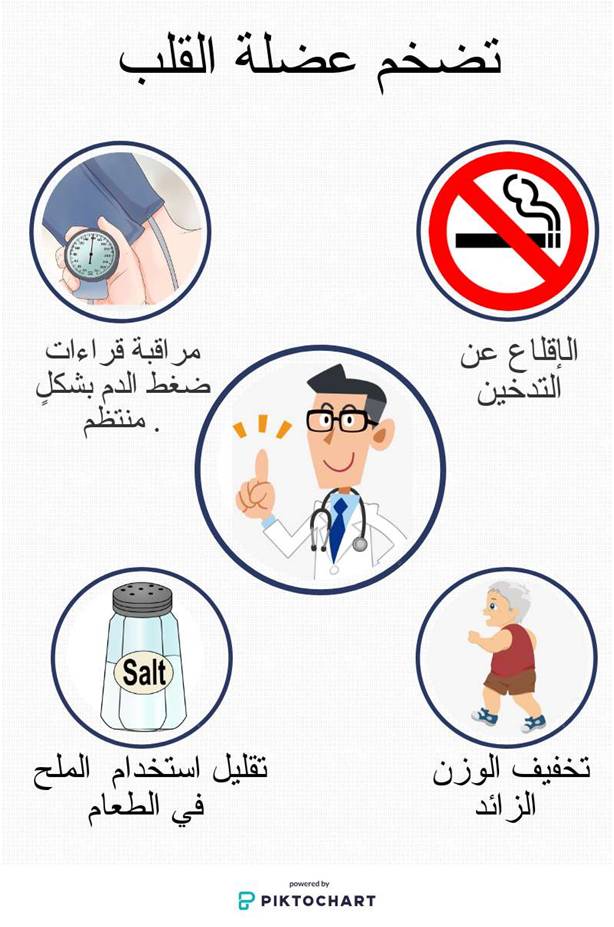 تضخم عضلة القلب
الإقلاع عن
التدخين
مراقبة قراءات
ضغط الدم بشكلٍ
منتظم .
Salt
تخفيف الوزن
الزائد
تقليل استخدام الملح
في الطعام
powered by
PIKTOCHART